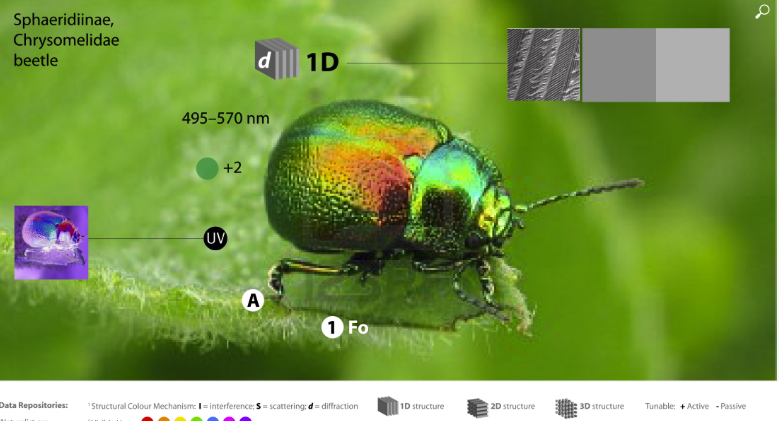 Sphaeridiinae,
Chrysomelidae
beetle
d 1D
495–570 nm
+2
UV
A
1 Fo
Data Repositories: 1 Structural Colour Mechanism: I = interference; S = scattering; d = diffraction 1D structure 2D structure 3D structure Tunable: + Active - Passive